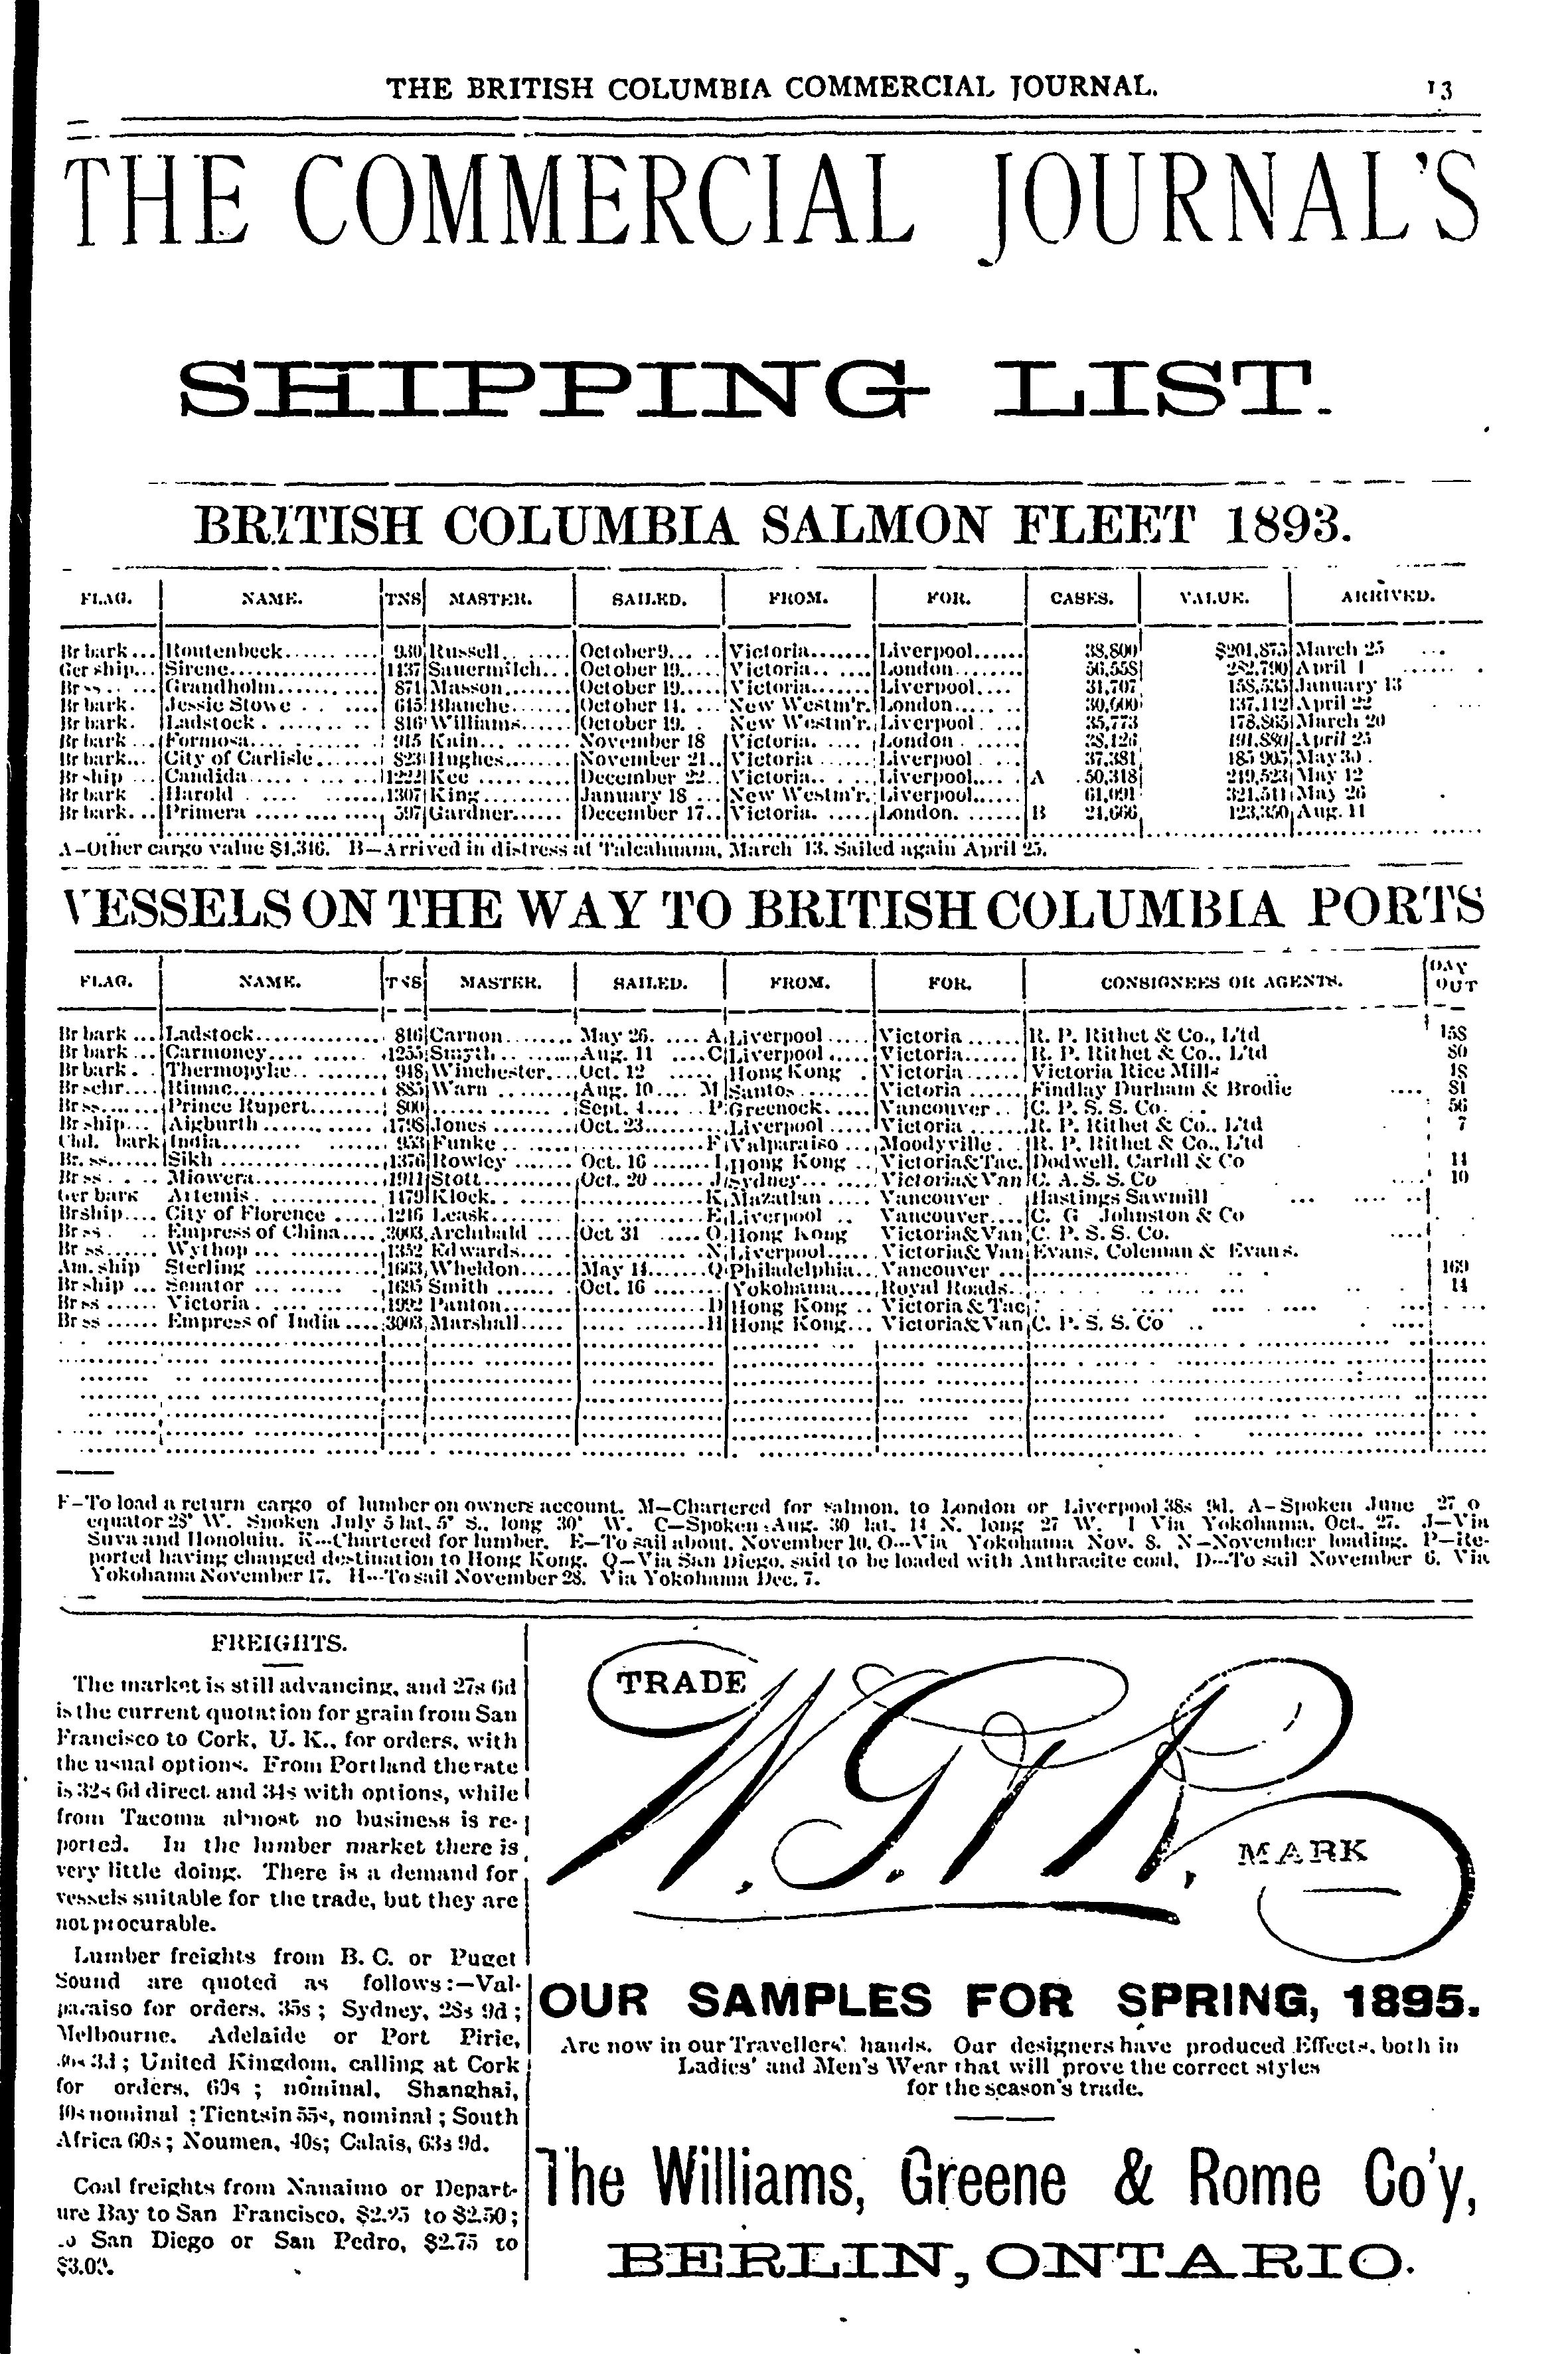 THE BRITISH COLUMBIA COMMERCIAL JOURNAL. 13
THE COMMERCIAL JOURNAL'S
SHIPPING LIST.
BRITISH COLUMBIA SALMON FLEET 1893.
FLAG. NAME. TNS MASTER. SAILED. FROM. FOR. CASES. VALUE. ARRIVED.
Br bark... Routenbeck 930 Russell October 9 Victoria Liverpool 38,800 $201,875 March 25
Ger ship... Sirene 1437 Sauermilch October 19 Victoria London 56,558 282,790 April 1
Br ss Grandholm 871 Masson October 19 Victoria Liverpool 31,707 158,535 January 13
Br bark. Jessie Stowe 615 Blanche October 14 New Westm'r. London 30,600 137,112 April 22
Br bark. Ladstock 816 Williams October 19 New Westm'r. Liverpool 35,773 178,865 March 20
Br bark Formosa 915 Kain November 18 Victoria London 38,126 191,880 April 25
Br bark City of Carlisle 823 Hughes November 21 Victoria Liverpool 37,381 185,905 May 30
Br ship Candida 1222 Kee December 22 Victoria Liverpool A 50,318 249,523 May 12
Br bark Harold 1307 King January 18 New Westm'r. Liverpool 61,091 321,511 May 26
Br bark Primera 597 Gardner December 17 Victoria London B 21,666 123,350 Aug. 11
A-Other cargo value $1,346. B-Arrived in distress at Talcahuana, March 13. Sailed again April 25.
VESSELS ON THE WAY TO BRITISH COLUMBIA PORTS
FLAG. NAME. TNS MASTER. SAILED. FROM. FOR. CONSIGNEES OR AGENTS. DAY OUT
Br bark Ladstock 816 Carnon May 26. A Liverpool Victoria R. P. Rithet & Co., L'td 158
Br bark Carmoney 1255 Smyth Aug. 11 C Liverpool Victoria R. P. Rithet & Co., L'td 80
Br bark Thermopylæ 948 Winchester Oct. 12 Hong Kong Victoria Victoria Rice Mills 18
Br schr Rimac 885 Warn Aug. 10 M Santos Victoria Findlay Durham & Brodie 81
Br ss Prince Rupert 800 Sept. 4 P Greenock Vancouver C. P. S. S. Co. 56
Br ship Aigburth 1798 Jones Oct. 23 Liverpool Victoria R. P. Rithet & Co., L'td 7
Chil. bark India 953 Funke F Valparaiso Moodyville R. P. Rithet & Co., L'td
Br. ss Sikh 1376 Rowley Oct. 16 I Hong Kong Victoria&Tac. Dodwell, Carlill & Co 14
Br ss Miowera 1911 Stott Oct. 20 J Sydney Victoria&Van C. A. S. S. Co 10
Ger bark Artemis 1479 Klock K Mazatlan Vancouver Hastings Sawmill
Br ship City of Florence 1216 Leask E Liverpool Vancouver C. G Johnston & Co
Br ss Empress of China 3003 Archibald Oct 31 O Hong Kong Victoria&Van C. P. S. S. Co.
Br ss Wythop 1352 Edwards N Liverpool Victoria&Van Evans, Coleman & Evans.
Am. ship Sterling 1663 Wheldon May 14 Q Philadelphia Vancouver 169
Br ship Senator 1695 Smith Oct. 16 Yokohama Royal Roads 14
Br ss Victoria 1992 Panton D Hong Kong Victoria & Tac
Br ss Empress of India 3003 Marshall H Hong Kong Victoria&Van C. P. S. S. Co
F-To load a return cargo of lumber on owners account. M-Chartered for salmon, to London or Liverpool 38s 9d. A-Spoken June 27 o
equator 28° W. Spoken July 5 lat. 5° S., long 30° W. C-Spoken Aug. 30 lat. 14 N. long 27 W. I Via Yokohama, Oct. 27. J-Via
Suva and Honolulu. K-Chartered for lumber. E-To sail about November 10. O-Via Yokohama Nov. 8. N-November loading. P-Re-
ported having changed destination to Hong Kong. Q-Via San Diego, said to be loaded with Anthracite coal. D-To sail November 6. Via
Yokohama November 17. H-To sail November 28. Via Yokohama Dec. 7.
FREIGHTS.
The market is still advancing, and 27s 6d
is the current quotation for grain from San
Francisco to Cork, U. K., for orders, with
the usual options. From Portland the rate
is 32s 6d direct and 34s with options, while
from Tacoma almost no business is re-
ported. In the lumber market there is
very little doing. There is a demand for
vessels suitable for the trade, but they are
not procurable.
Lumber freights from B. C. or Puget
Sound are quoted as follows:—Val-
paraiso for orders, 35s; Sydney, 28s 9d;
Melbourne, Adelaide or Port Pirie,
3d; United Kingdom, calling at Cork
for orders, 60s; nominal, Shanghai,
40s nominal; Tientsin 55s, nominal; South
Africa 60s; Noumea, 40s; Calais, 63s 9d.
Coal freights from Nanaimo or Depart-
ure Bay to San Francisco, $2.25 to $2.50;
to San Diego or San Pedro, $2.75 to
$3.00.
TRADE
W. G. & R.
MARK
OUR SAMPLES FOR SPRING, 1895.
Are now in our Travellers' hands. Our designers have produced Effects, both in
Ladies' and Men's Wear that will prove the correct styles
for the season's trade.
The Williams, Greene & Rome Co'y,
BERLIN, ONTARIO.